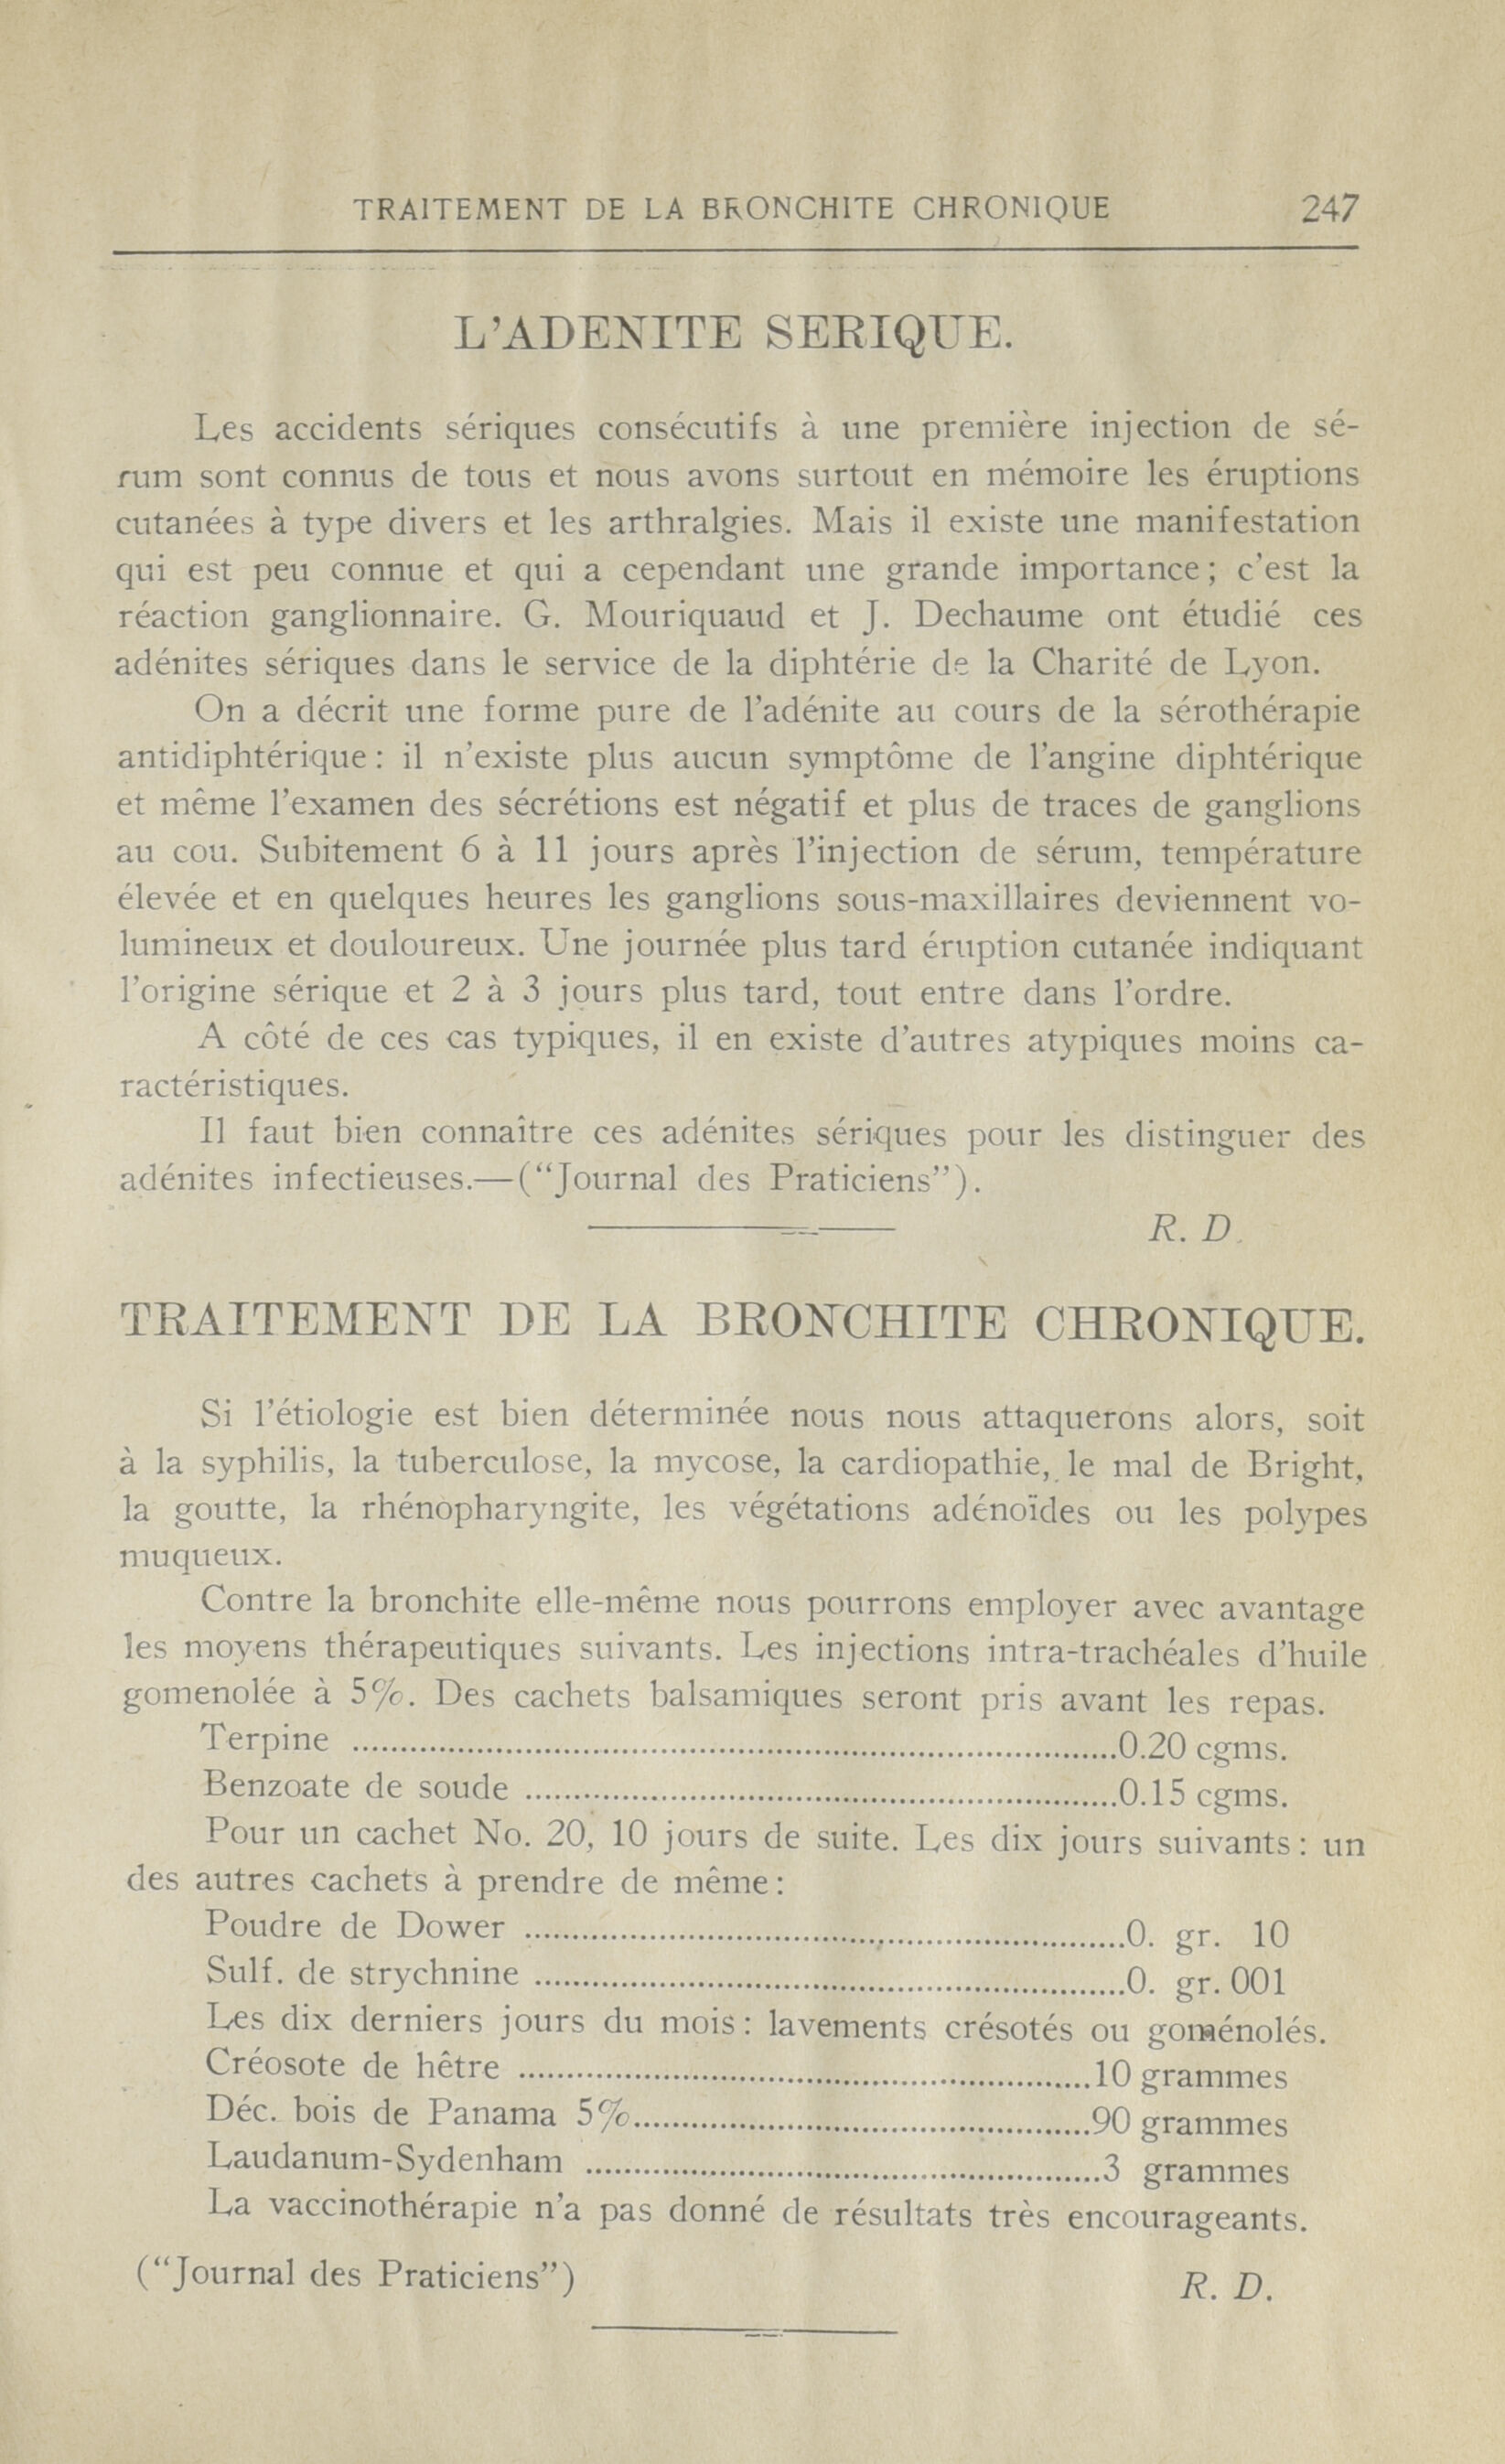 TRAITEMENT DE LA BRONCHITE CHRONIQUE 247
L'ADENITE SERIQUE.
Les accidents sériques consécutifs à une première injection de sé-
rum sont connus de tous et nous avons surtout en mémoire les éruptions
cutanées à type divers et les arthralgies. Mais il existe une manifestation
qui est peu connue et qui a cependant une grande importance; c'est la
réaction ganglionnaire. G. Mouriquaud et J. Dechaume ont étudié ces
adénites sériques dans le service de la diphtérie de la Charité de Lyon.
On a décrit une forme pure de l'adénite au cours de la sérothérapie
antidiphtérique: il n'existe plus aucun symptôme de l'angine diphtérique
et même l'examen des sécrétions est négatif et plus de traces de ganglions
au cou. Subitement 6 à 11 jours après l'injection de sérum, température
élevée et en quelques heures les ganglions sous-maxillaires deviennent vo-
lumineux et douloureux. Une journée plus tard éruption cutanée indiquant
l'origine sérique et 2 à 3 jours plus tard, tout entre dans l'ordre.
A côté de ces cas typiques, il en existe d'autres atypiques moins ca-
ractéristiques.
Il faut bien connaître ces adénites sériques pour les distinguer des
adénites infectieuses.—("Journal des Praticiens").
R. D.
TRAITEMENT DE LA BRONCHITE CHRONIQUE.
Si l'étiologie est bien déterminée nous nous attaquerons alors, soit
à la syphilis, la tuberculose, la mycose, la cardiopathie, le mal de Bright,
la goutte, la rhénopharyngite, les végétations adénoïdes ou les polypes
muqueux.
Contre la bronchite elle-même nous pourrons employer avec avantage
les moyens thérapeutiques suivants. Les injections intra-trachéales d'huile
gomenolée à 5%. Des cachets balsamiques seront pris avant les repas.
Terpine ........................................ 0.20 cgms.
Benzoate de soude ........................................ 0.15 cgms.
Pour un cachet No. 20, 10 jours de suite. Les dix jours suivants: un
des autres cachets à prendre de même:
Poudre de Dower ........................................ 0. gr. 10
Sulf. de strychnine ........................................ 0. gr. 001
Les dix derniers jours du mois: lavements crésotés ou goménolés.
Créosote de hêtre ........................................ 10 grammes
Déc. bois de Panama 5% ........................................ 90 grammes
Laudanum-Sydenham ........................................ 3 grammes
La vaccinothérapie n'a pas donné de résultats très encourageants.
("Journal des Praticiens")
R. D.